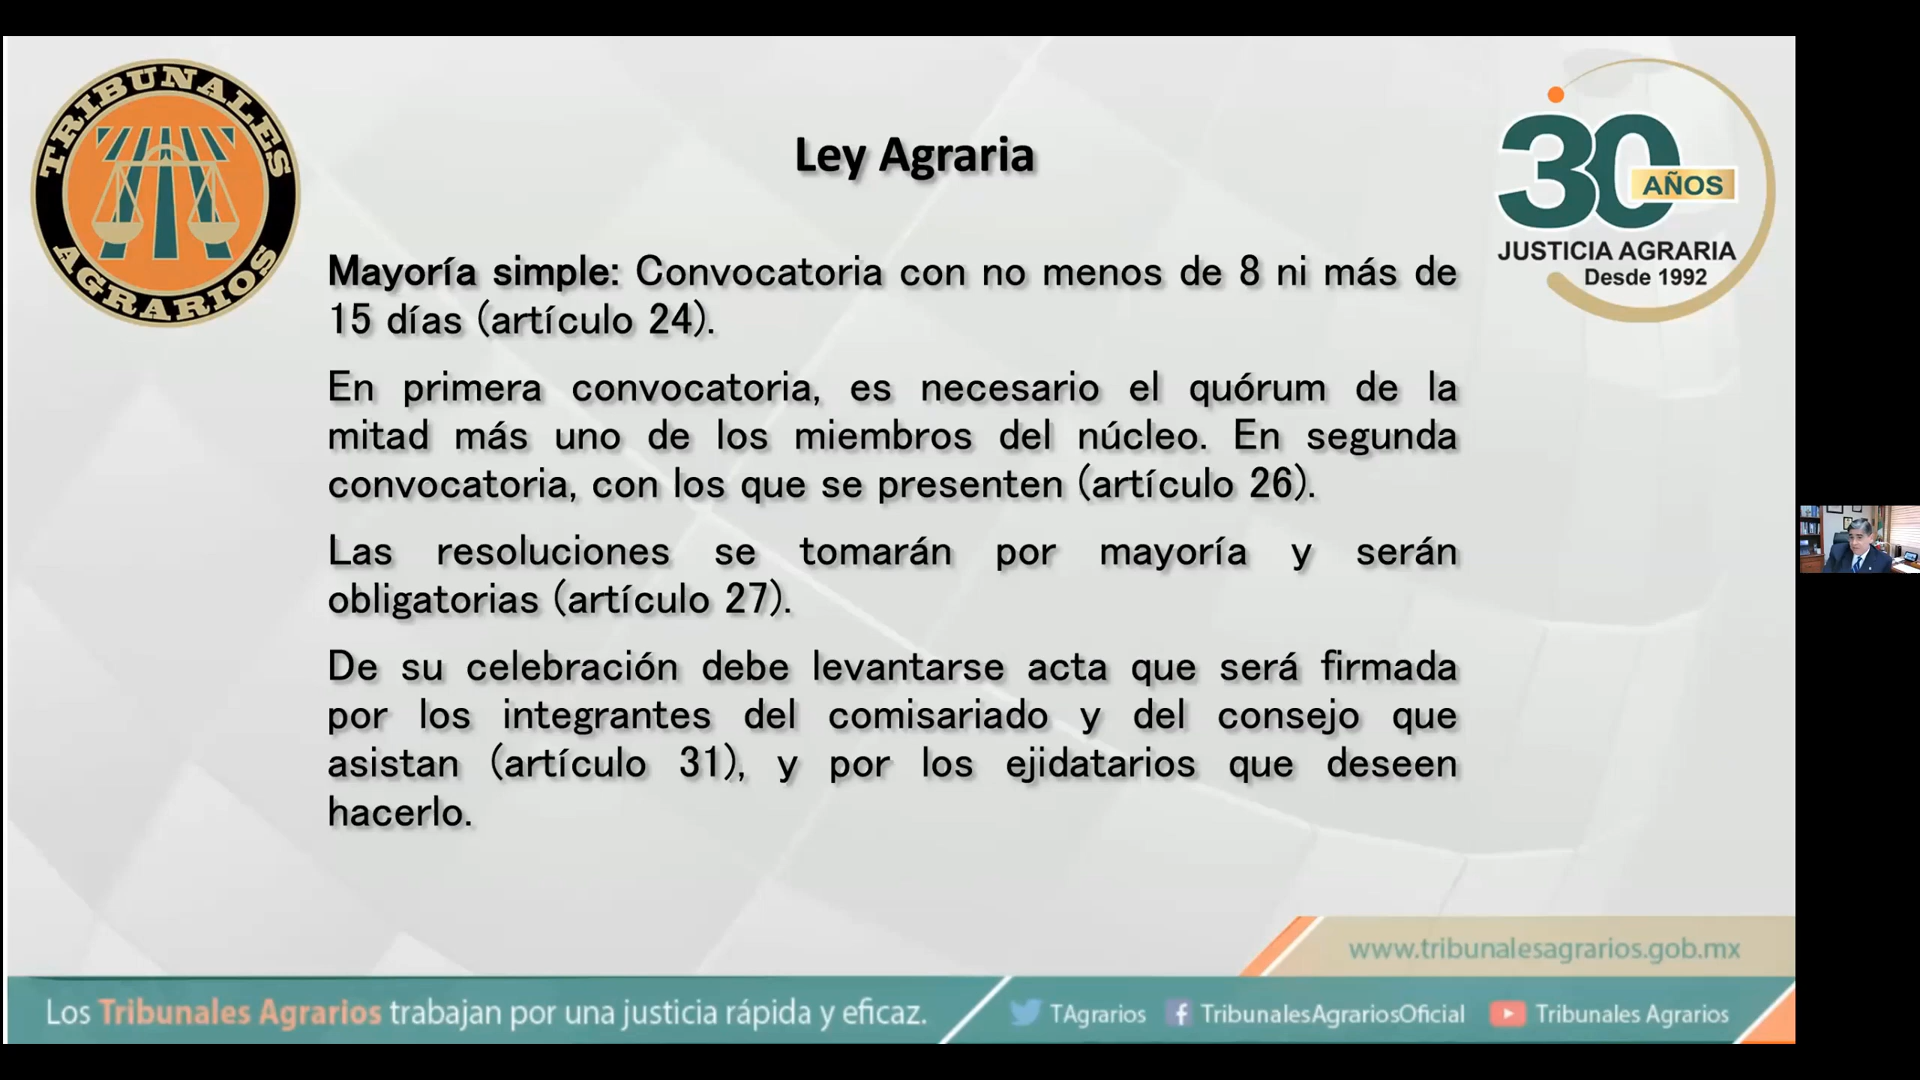 TRIBUNALES
AGRARIOS
Ley Agraria
30
AÑOS
JUSTICIA AGRARIA
Desde 1992
Mayoría simple: Convocatoria con no menos de 8 ni más de
15 días (artículo 24).
En primera convocatoria, es necesario el quórum de la
mitad más uno de los miembros del núcleo. En segunda
convocatoria, con los que se presenten (artículo 26).
Las resoluciones se tomarán por mayoría y serán
obligatorias (artículo 27).
De su celebración debe levantarse acta que será firmada
por los integrantes del comisariado y del consejo que
asistan (artículo 31), y por los ejidatarios que deseen
hacerlo.
www.tribunalesagrarios.gob.mx
Los Tribunales Agrarios trabajan por una justicia rápida y eficaz.
TAgrarios TribunalesAgrariosOficial Tribunales Agrarios